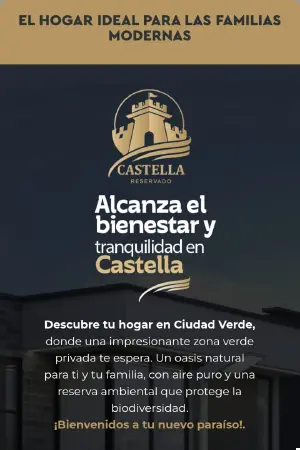 EL HOGAR IDEAL PARA LAS FAMILIAS
MODERNAS
CASTELLA
RESERVADO
Alcanza el
bienestar y
tranquilidad en
Castella
Descubre tu hogar en Ciudad Verde,
donde una impresionante zona verde
privada te espera. Un oasis natural
para ti y tu familia, con aire puro y una
reserva ambiental que protege la
biodiversidad.
¡Bienvenidos a tu nuevo paraíso!.